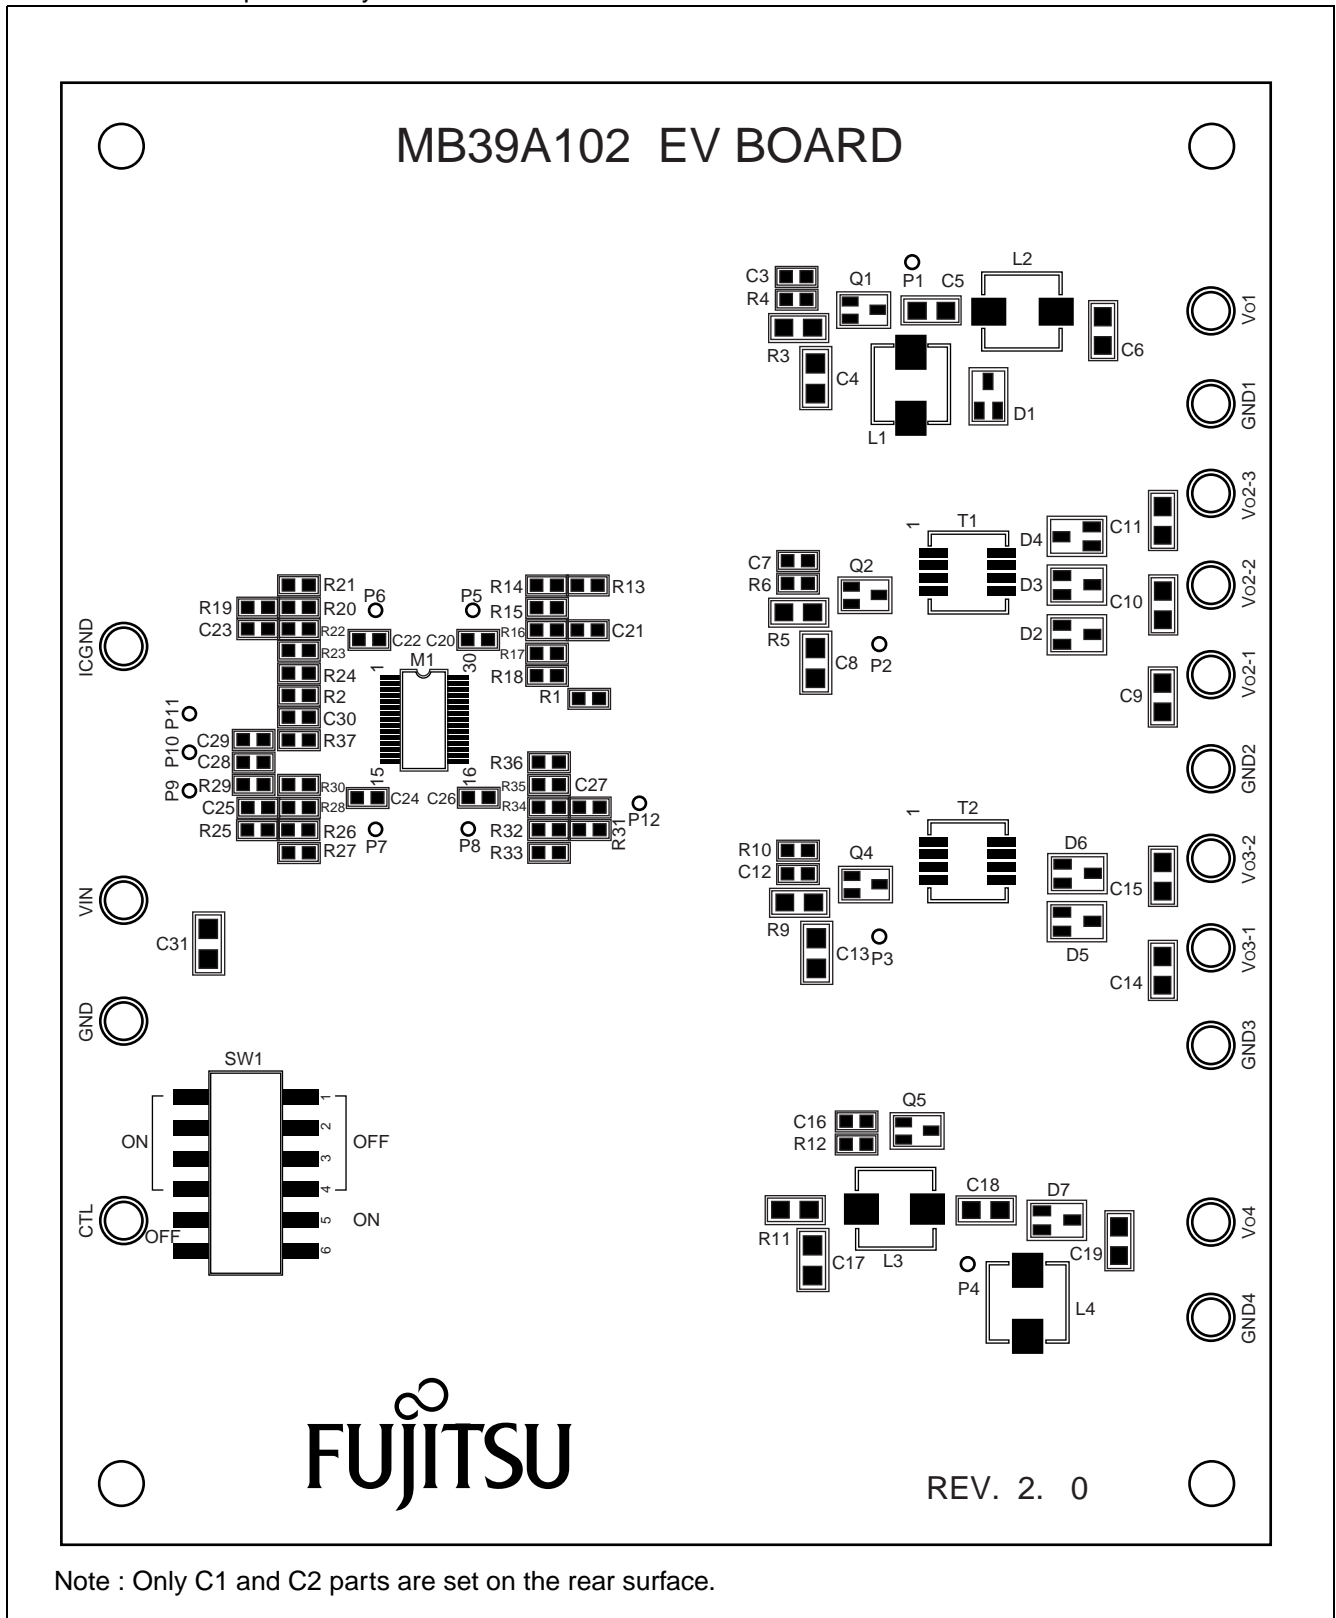 MB39A102 EV BOARD
C3
R4
Q1
P1
C5
L2
R3
C4
L1
D1
C6
Vo1
GND1
Vo2-3
Vo2-2
Vo2-1
GND2
C7
R6
Q2
R5
C8
P2
1
T1
D4
D3
D2
C11
C10
C9
R21
R19
R20
C23
R22
R23
R24
R2
C30
R37
P6
C22
P5
C20
M1
1
30
15
16
R14
R13
R15
R16
C21
R17
R18
R1
ICGND
P11
P10
P9
C29
C28
R29
R30
C25
R28
R25
R26
R27
C24
C26
P7
P8
R36
R35
C27
R34
R32
R31
R33
P12
R10
C12
Q4
R9
C13
P3
1
T2
D6
D5
C15
C14
Vo3-2
Vo3-1
GND3
VIN
C31
GND
SW1
ON
OFF
1
2
3
4
5
6
ON
OFF
CTL
C16
R12
Q5
R11
C17
L3
C18
D7
C19
P4
L4
Vo4
GND4
FUJITSU
REV. 2. 0
Note : Only C1 and C2 parts are set on the rear surface.